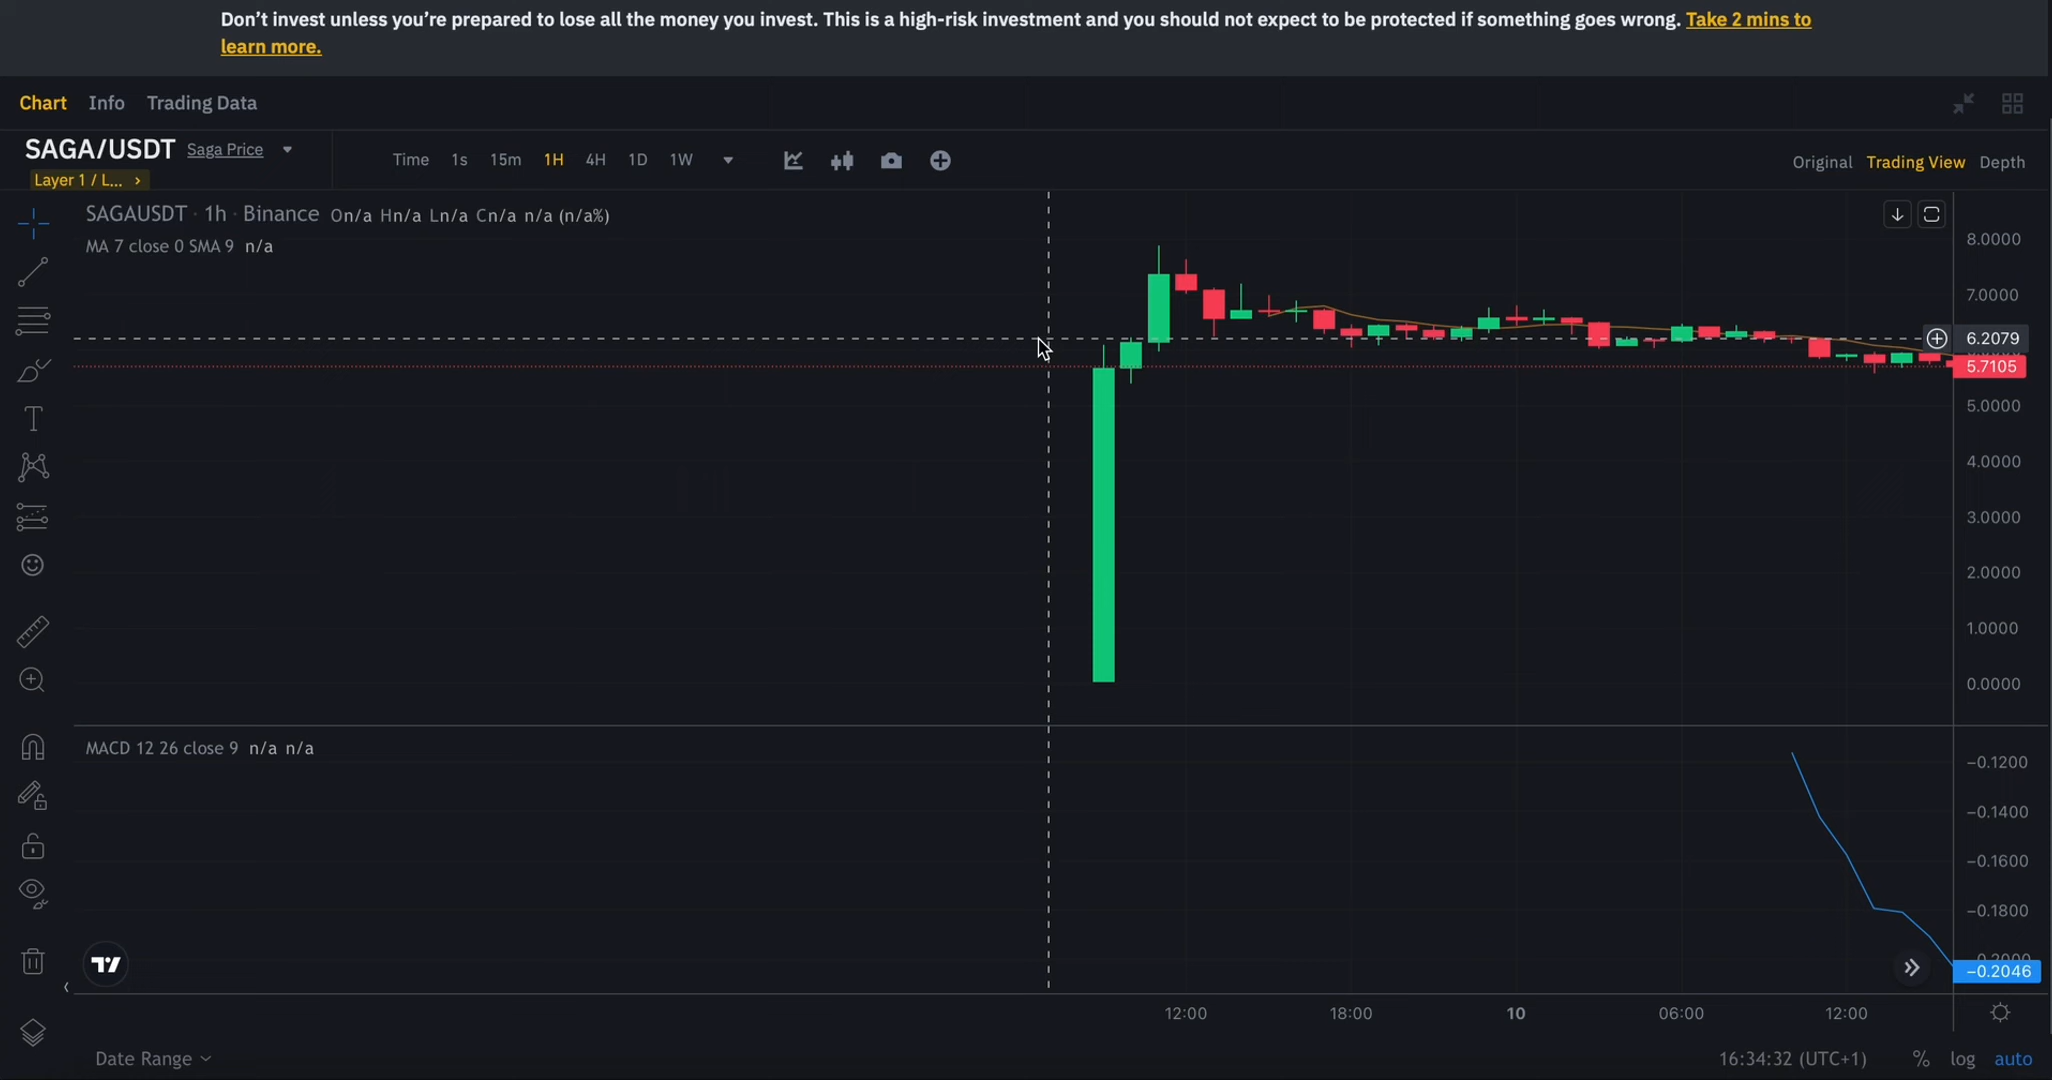 Don’t invest unless you’re prepared to lose all the money you invest. This is a high-risk investment and you should not expect to be protected if something goes wrong. Take 2 mins to
learn more.
Chart Info Trading Data
SAGA/USDT Saga Price
Layer 1 / L... ›
Time 1s 15m 1H 4H 1D 1W
Original Trading View Depth
SAGAUSDT · 1h · Binance On/a Hn/a Ln/a Cn/a n/a (n/a%)
MA 7 close 0 SMA 9 n/a
8.0000
7.0000
6.2079
5.7105
5.0000
4.0000
3.0000
2.0000
1.0000
0.0000
MACD 12 26 close 9 n/a n/a
−0.1200
−0.1400
−0.1600
−0.1800
−0.2046
12:00 18:00 10 06:00 12:00
Date Range
16:34:32 (UTC+1) % log auto